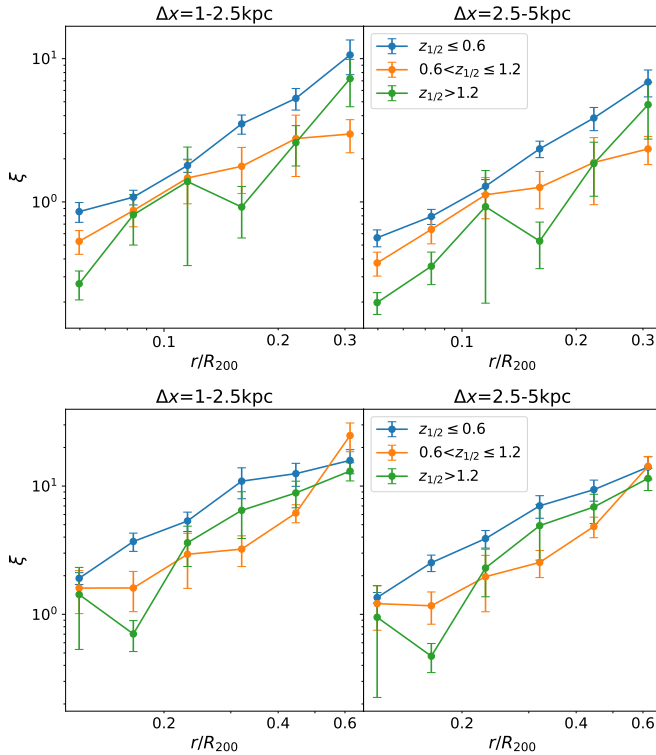 Δx=1-2.5kpc
Δx=2.5-5kpc
10¹
10⁰
ξ
z₁/₂ ≤ 0.6
0.6<z₁/₂ ≤ 1.2
z₁/₂>1.2
0.1 0.2 0.3
0.1 0.2 0.3
r/R₂₀₀
r/R₂₀₀
Δx=1-2.5kpc
Δx=2.5-5kpc
10¹
10⁰
ξ
z₁/₂ ≤ 0.6
0.6<z₁/₂ ≤ 1.2
z₁/₂>1.2
0.2 0.4 0.6
0.2 0.4 0.6
r/R₂₀₀
r/R₂₀₀